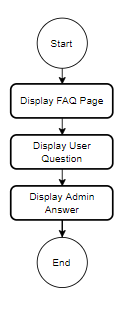 Start
Display FAQ Page
Display User
Question
Display Admin
Answer
End